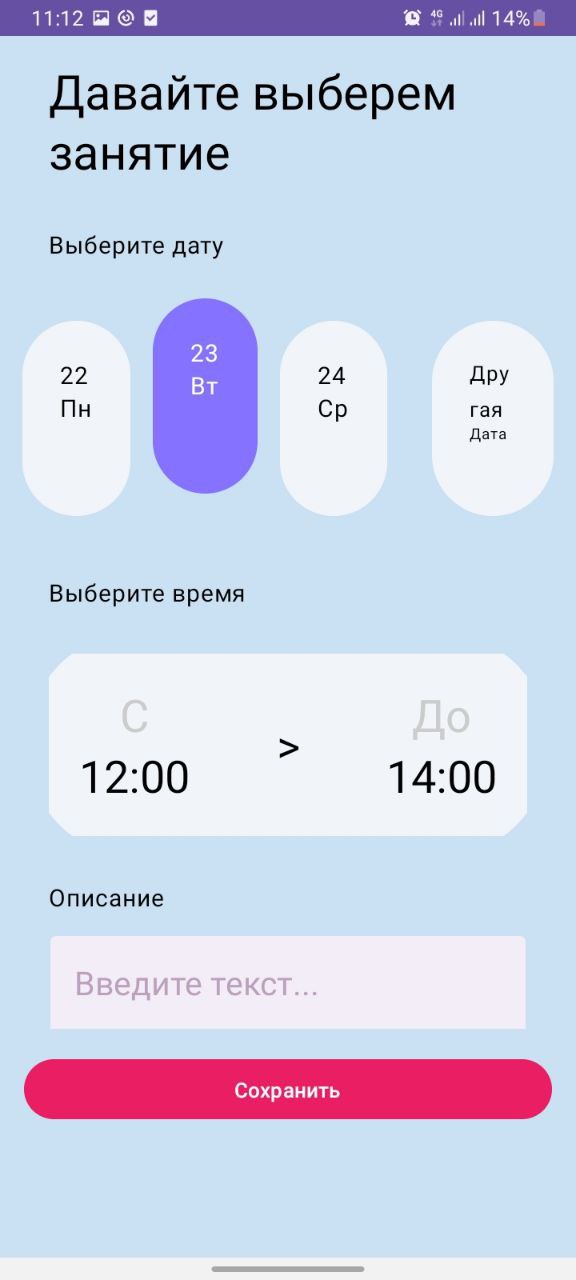 11:12 4G 14%
Давайте выберем
занятие
Выберите дату
22
Пн
23
Вт
24
Ср
Дру
гая
Дата
Выберите время
С
12:00
>
До
14:00
Описание
Введите текст...
Сохранить